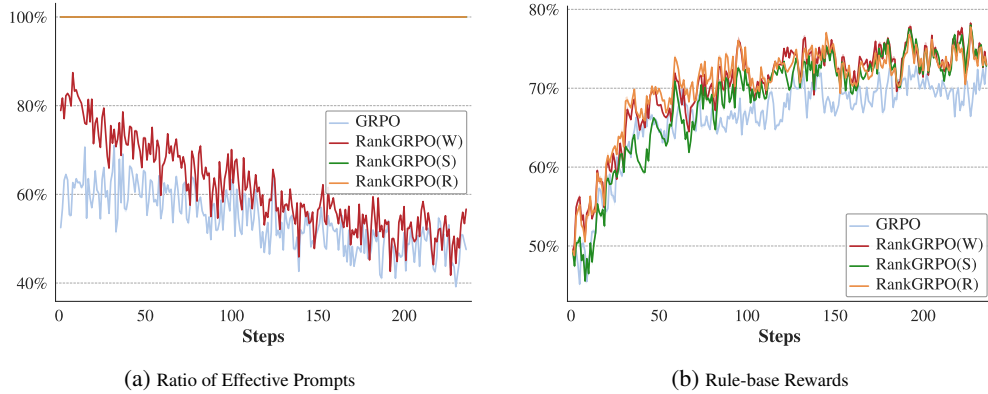 100%
80%
60%
40%
GRPO
RankGRPO(W)
RankGRPO(S)
RankGRPO(R)
0
50
100
150
200
Steps
(a) Ratio of Effective Prompts
80%
70%
60%
50%
GRPO
RankGRPO(W)
RankGRPO(S)
RankGRPO(R)
0
50
100
150
200
Steps
(b) Rule-base Rewards